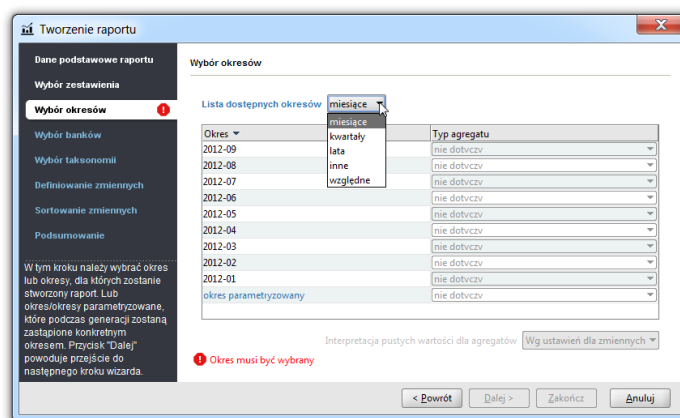 Tworzenie raportu
Dane podstawowe raportu
Wybór zestawienia
Wybór okresów
Wybór banków
Wybór taksonomii
Definiowanie zmiennych
Sortowanie zmiennych
Podsumowanie
W tym kroku należy wybrać okres
lub okresy, dla których zostanie
stworzony raport. Lub
okres/okresy parametryzowane,
które podczas generacji zostaną
zastąpione konkretnym
okresem. Przycisk "Dalej"
powoduje przejście do
następnego kroku wizarda.
Wybór okresów
Lista dostępnych okresów miesiące
miesiące
kwartały
lata
inne
względne
Okres Typ agregatu
2012-09 nie dotyczy
2012-08 nie dotyczy
2012-07 nie dotyczy
2012-06 nie dotyczy
2012-05 nie dotyczy
2012-04 nie dotyczy
2012-03 nie dotyczy
2012-02 nie dotyczy
2012-01 nie dotyczy
okres parametryzowany nie dotyczy
Interpretacja pustych wartości dla agregatów Wg ustawień dla zmiennych
Okres musi być wybrany
< Powrót Dalej > Zakończ Anuluj